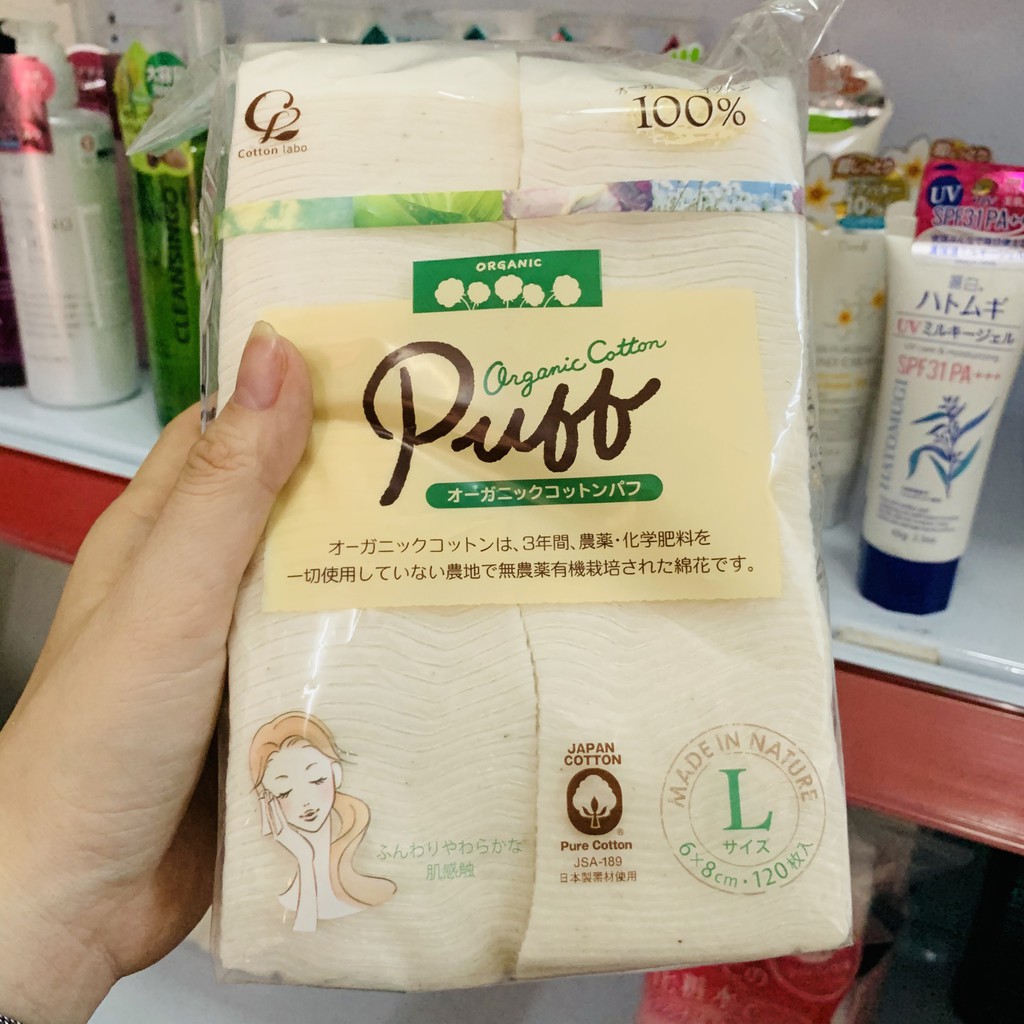 Cotton labo
100%
ORGANIC
Organic Cotton
Puff
オーガニックコットンパフ
オーガニックコットンは、3年間、農薬・化学肥料を
一切使用していない農地で無農薬有機栽培された綿花です。
ふんわりやわらかな
肌感触
JAPAN
COTTON
Pure Cotton
JSA-189
日本製素材使用
MADE IN NATURE
L
サイズ
6×8cm・120枚入
CLEANSINGO
10%
UV
SPF31 PA++
ハトムギ
UVミルキージェル
SPF31 PA+++
HATOMUGI